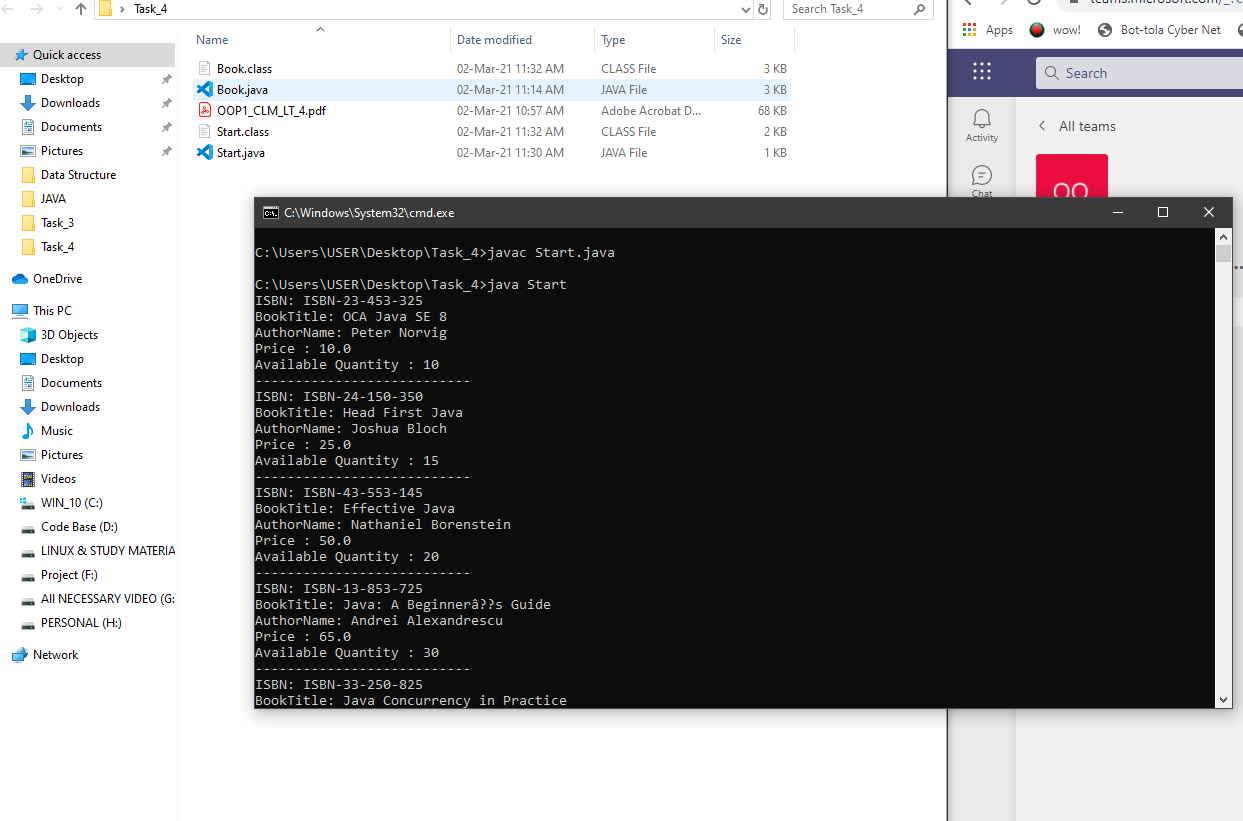 Task_4
Search Task_4
Name
Date modified
Type
Size
Quick access
Desktop
Downloads
Documents
Pictures
Data Structure
JAVA
Task_3
Task_4
OneDrive
This PC
3D Objects
Desktop
Documents
Downloads
Music
Pictures
Videos
WIN_10 (C:)
Code Base (D:)
LINUX & STUDY MATERIA
Project (F:)
All NECESSARY VIDEO (G:
PERSONAL (H:)
Network
Book.class 02-Mar-21 11:32 AM CLASS File 3 KB
Book.java 02-Mar-21 11:14 AM JAVA File 3 KB
OOP1_CLM_LT_4.pdf 02-Mar-21 10:57 AM Adobe Acrobat D... 68 KB
Start.class 02-Mar-21 11:32 AM CLASS File 2 KB
Start.java 02-Mar-21 11:30 AM JAVA File 1 KB
C:\Windows\System32\cmd.exe
C:\Users\USER\Desktop\Task_4>javac Start.java
C:\Users\USER\Desktop\Task_4>java Start
ISBN: ISBN-23-453-325
BookTitle: OCA Java SE 8
AuthorName: Peter Norvig
Price : 10.0
Available Quantity : 10
---------------------------
ISBN: ISBN-24-150-350
BookTitle: Head First Java
AuthorName: Joshua Bloch
Price : 25.0
Available Quantity : 15
---------------------------
ISBN: ISBN-43-553-145
BookTitle: Effective Java
AuthorName: Nathaniel Borenstein
Price : 50.0
Available Quantity : 20
---------------------------
ISBN: ISBN-13-853-725
BookTitle: Java: A Beginnerâ??s Guide
AuthorName: Andrei Alexandrescu
Price : 65.0
Available Quantity : 30
---------------------------
ISBN: ISBN-33-250-825
BookTitle: Java Concurrency in Practice
teams.microsoft.com/_
Apps
wow!
Bot-tola Cyber Net
Search
Activity
Chat
All teams
OO